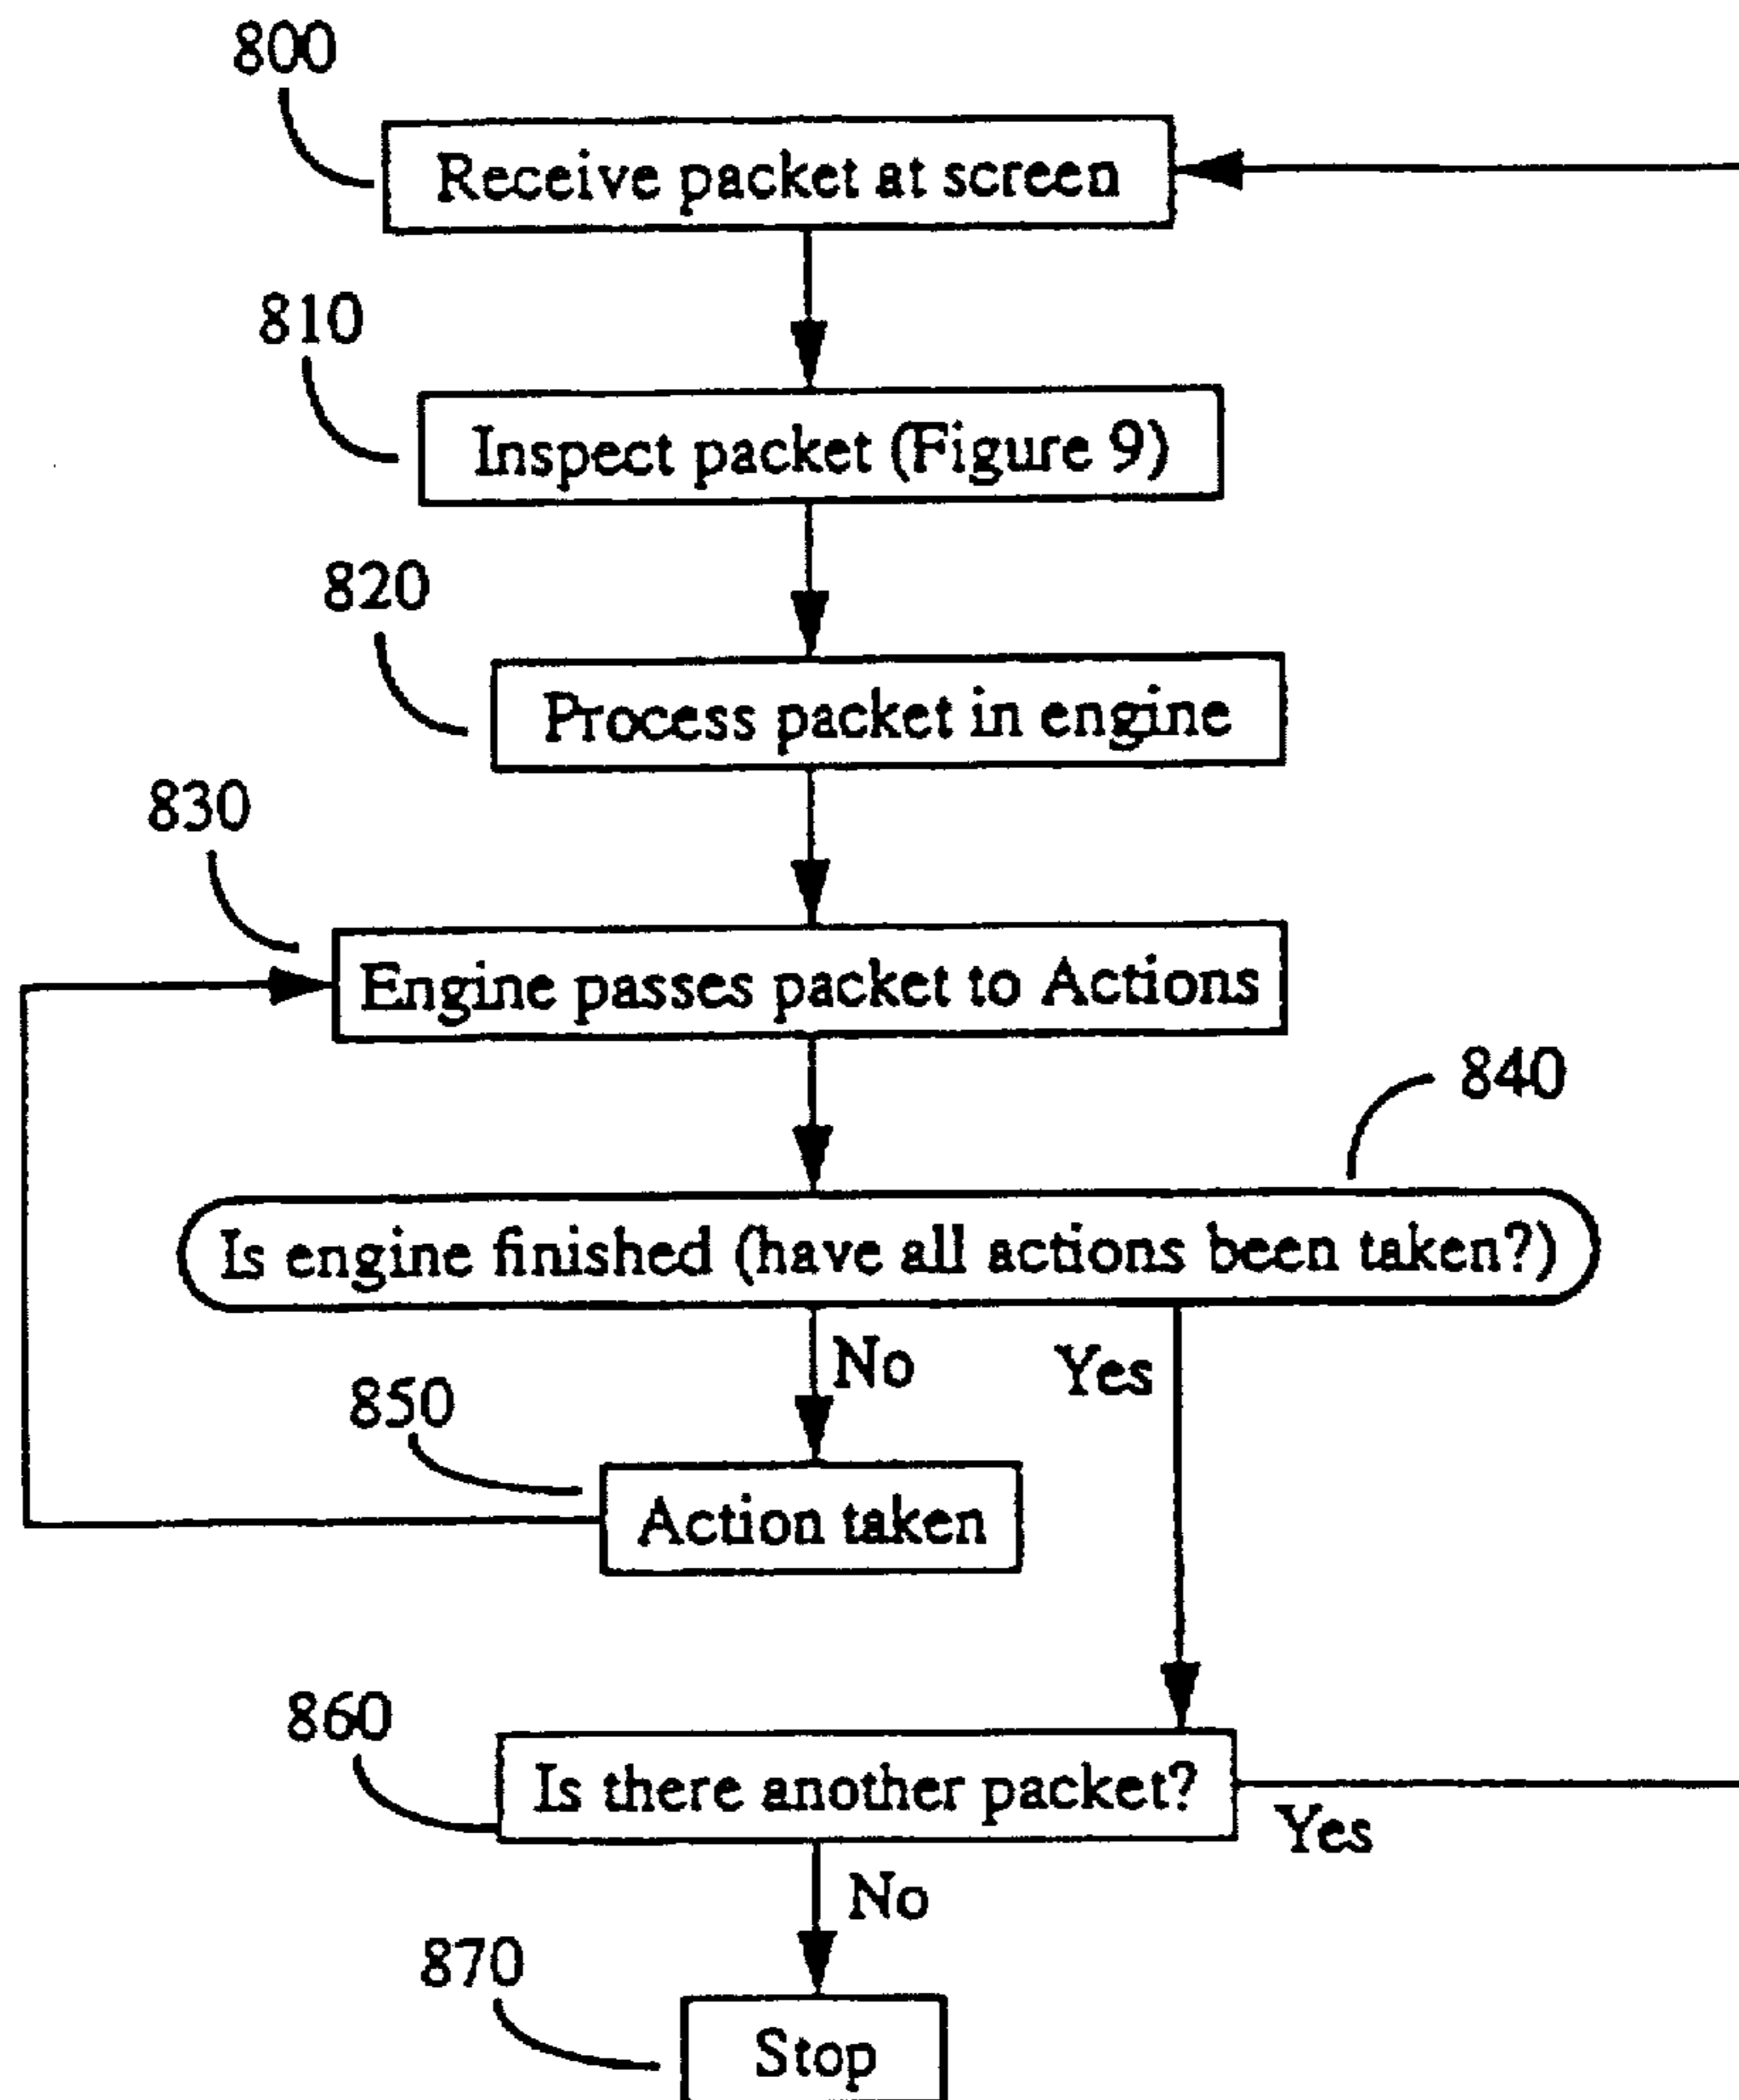 800
Receive packet at screen
810
Inspect packet (Figure 9)
820
Process packet in engine
830
Engine passes packet to Actions
840
Is engine finished (have all actions been taken?)
No
Yes
850
Action taken
860
Is there another packet?
Yes
No
870
Stop